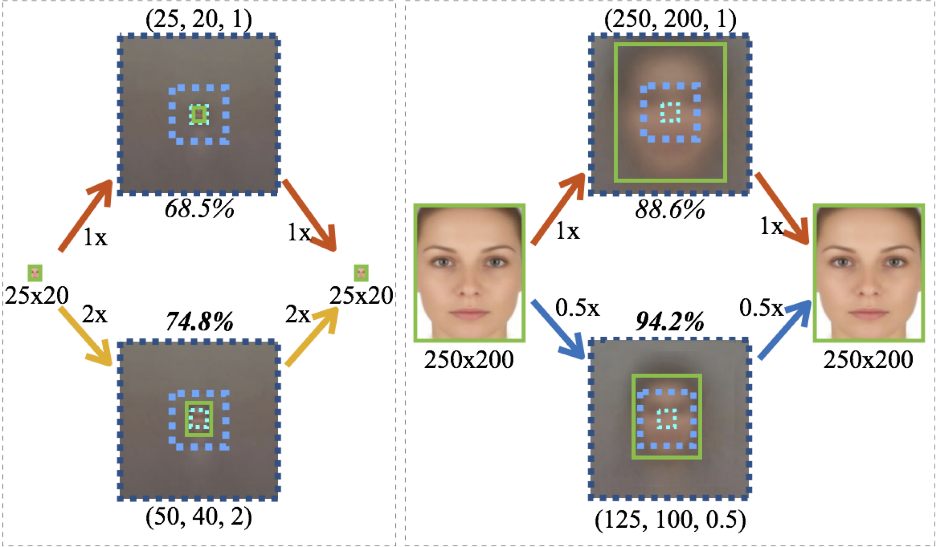 (25, 20, 1)
68.5%
1x
1x
25x20
25x20
2x
74.8%
2x
(50, 40, 2)
(250, 200, 1)
88.6%
1x
1x
250x200
250x200
0.5x
94.2%
0.5x
(125, 100, 0.5)